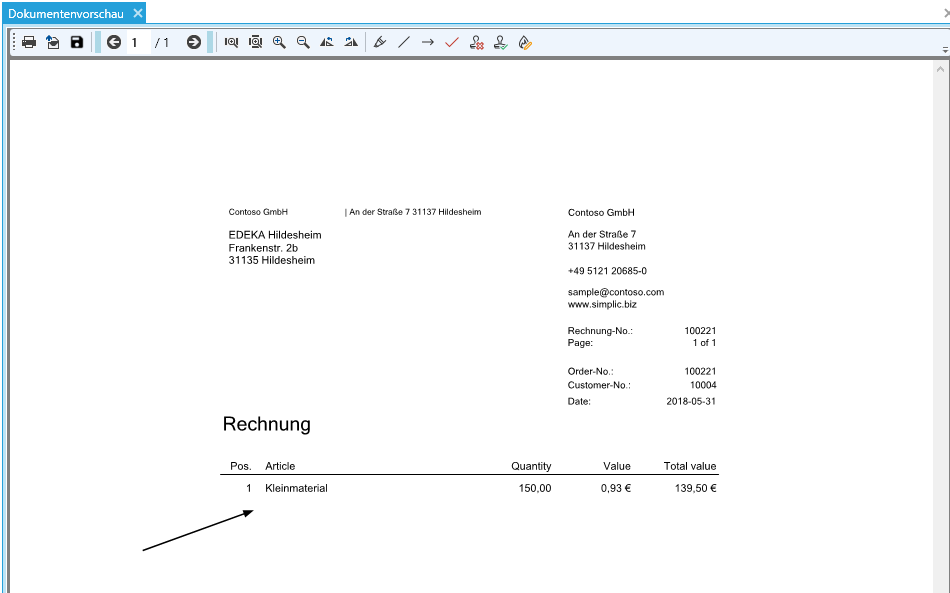 Dokumentenvorschau
1 / 1
Contoso GmbH | An der Straße 7 31137 Hildesheim
EDEKA Hildesheim
Frankenstr. 2b
31135 Hildesheim
Contoso GmbH
An der Straße 7
31137 Hildesheim
+49 5121 20685-0
sample@contoso.com
www.simplic.biz
Rechnung-No.: 100221
Page: 1 of 1
Order-No.: 100221
Customer-No.: 10004
Date: 2018-05-31
Rechnung
Pos. Article Quantity Value Total value
1 Kleinmaterial 150,00 0,93 € 139,50 €